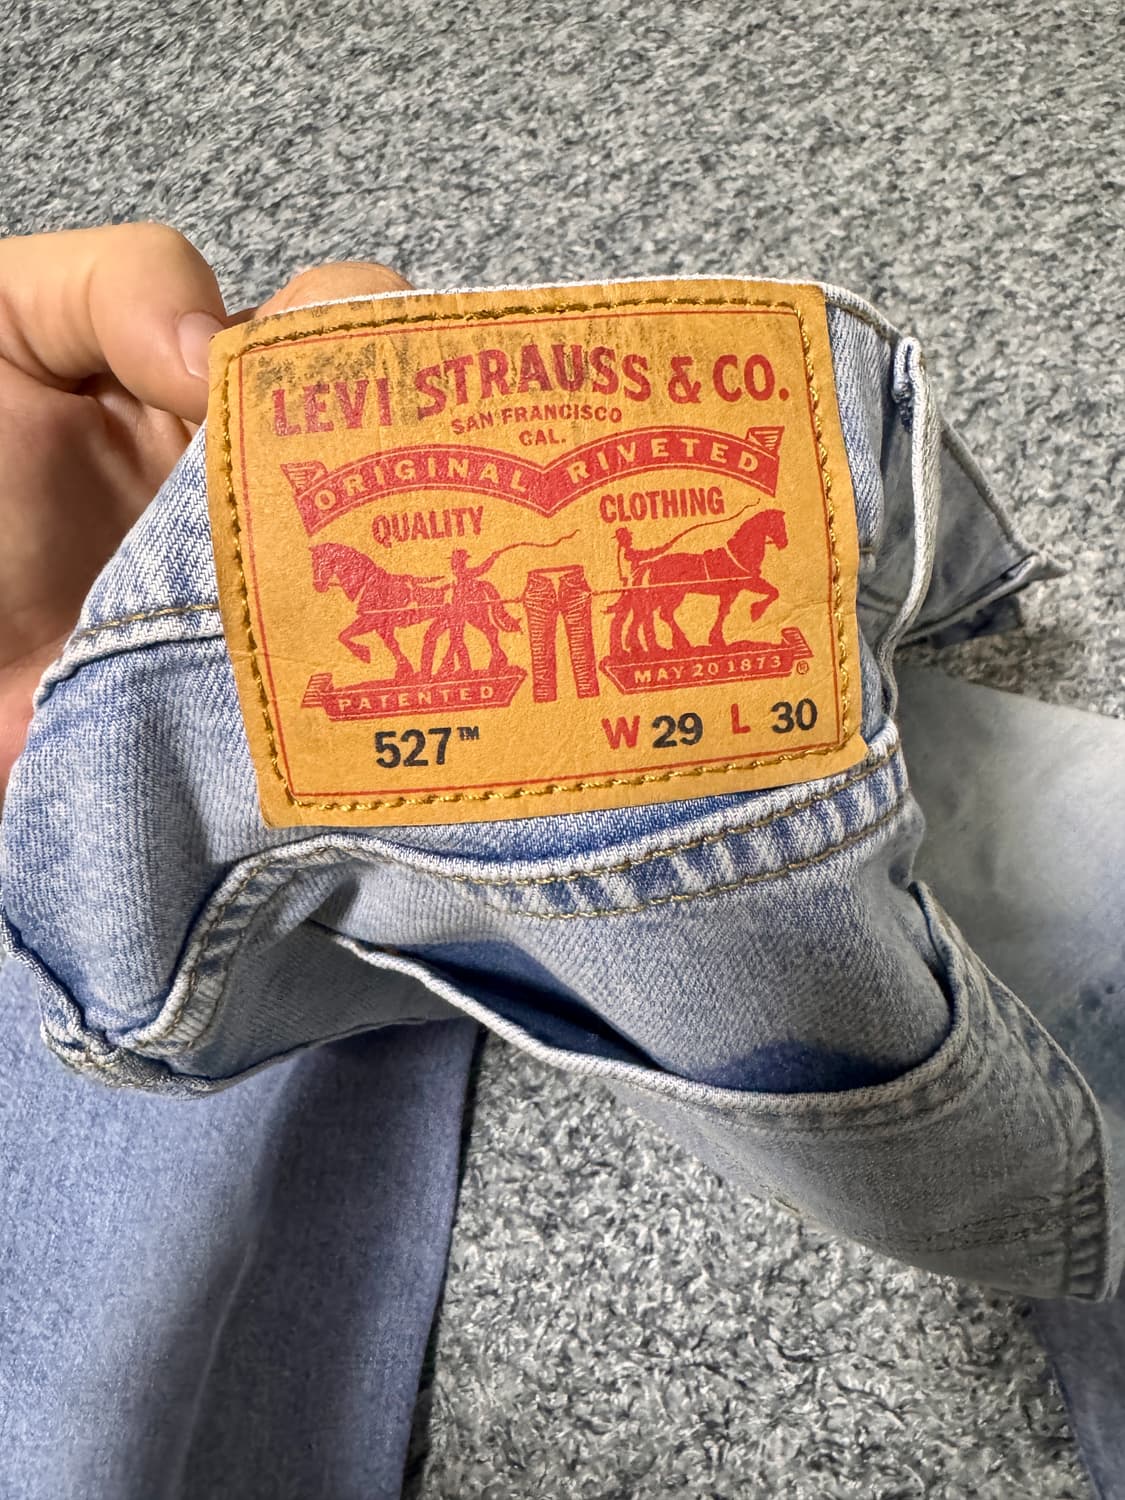 LEVI STRAUSS & CO.
SAN FRANCISCO
CAL.
ORIGINAL RIVETED
QUALITY CLOTHING
PATENTED MAY 20 1873 ®
527™ W 29 L 30